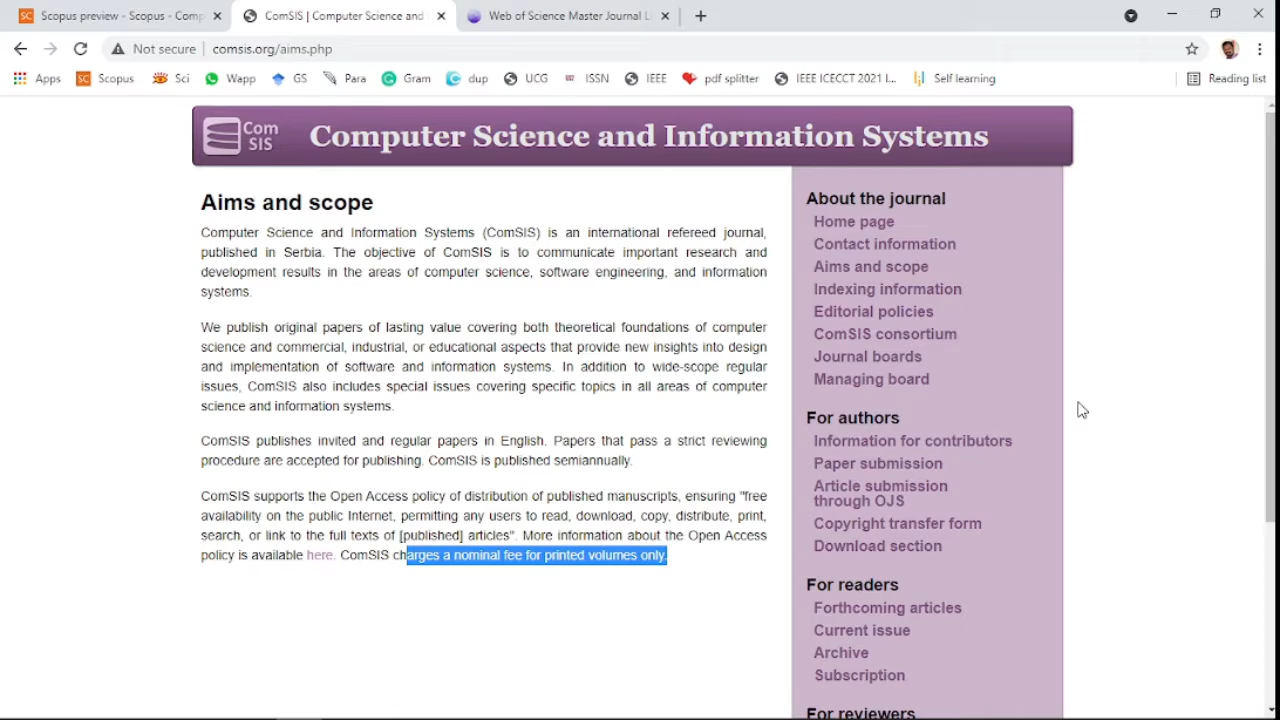 Scopus preview - Scopus - Comp
ComSIS | Computer Science and
Web of Science Master Journal L
Not secure
comsis.org/aims.php
Apps
Scopus
Sci
Wapp
GS
Para
Gram
dup
UCG
ISSN
IEEE
pdf splitter
IEEE ICECCT 2021 I...
Self learning
Reading list
Com
SIS
Computer Science and Information Systems
Aims and scope
Computer Science and Information Systems (ComSIS) is an international refereed journal,
published in Serbia. The objective of ComSIS is to communicate important research and
development results in the areas of computer science, software engineering, and information
systems.
We publish original papers of lasting value covering both theoretical foundations of computer
science and commercial, industrial, or educational aspects that provide new insights into design
and implementation of software and information systems. In addition to wide-scope regular
issues, ComSIS also includes special issues covering specific topics in all areas of computer
science and information systems.
ComSIS publishes invited and regular papers in English. Papers that pass a strict reviewing
procedure are accepted for publishing. ComSIS is published semiannually.
ComSIS supports the Open Access policy of distribution of published manuscripts, ensuring "free
availability on the public Internet, permitting any users to read, download, copy, distribute, print,
search, or link to the full texts of [published] articles". More information about the Open Access
policy is available here. ComSIS charges a nominal fee for printed volumes only.
About the journal
Home page
Contact information
Aims and scope
Indexing information
Editorial policies
ComSIS consortium
Journal boards
Managing board
For authors
Information for contributors
Paper submission
Article submission
through OJS
Copyright transfer form
Download section
For readers
Forthcoming articles
Current issue
Archive
Subscription
For reviewers